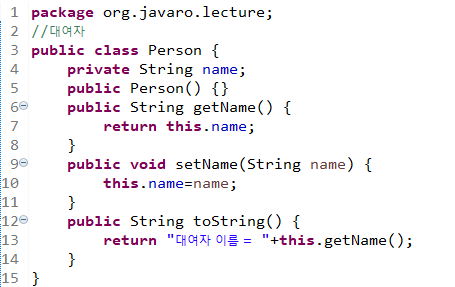 1 package org.javaro.lecture;
2 //대여자
3 public class Person {
4     private String name;
5     public Person() {}
6     public String getName() {
7         return this.name;
8     }
9     public void setName(String name) {
10         this.name=name;
11     }
12     public String toString() {
13         return "대여자 이름 = "+this.getName();
14     }
15 }